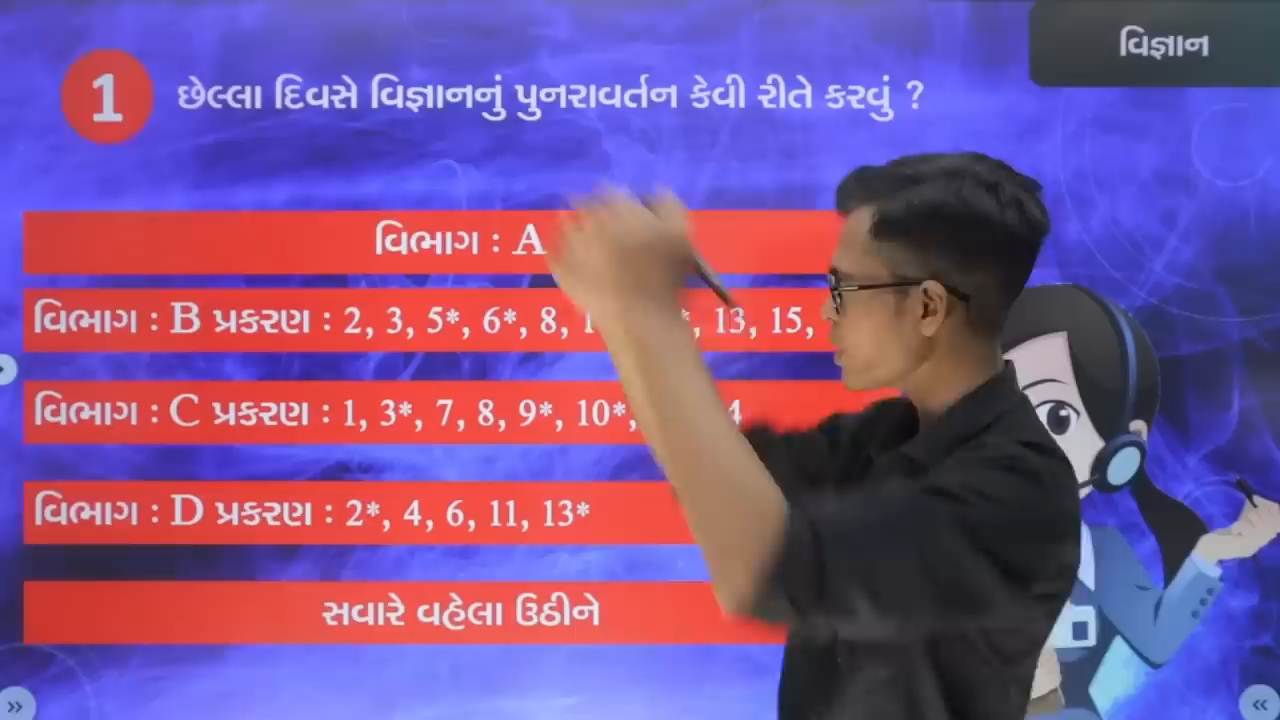 વિજ્ઞાન
1 છેલ્લા દિવસે વિજ્ઞાનનું પુનરાવર્તન કેવી રીતે કરવું ?
વિભાગ : A
વિભાગ : B પ્રકરણ : 2, 3, 5*, 6*, 8, 13, 15,
વિભાગ : C પ્રકરણ : 1, 3*, 7, 8, 9*, 10*,
વિભાગ : D પ્રકરણ : 2*, 4, 6, 11, 13*
સવારે વહેલા ઉઠીને